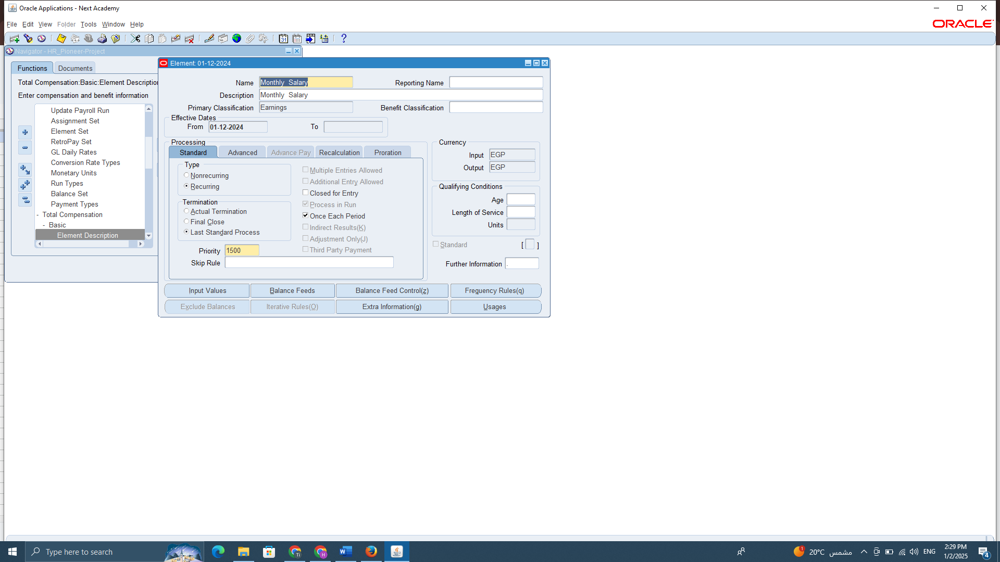 Oracle Applications - Next Academy
File Edit View Folder Tools Window Help
ORACLE
Navigator - HR_Pioneer-Project
Functions Documents
Total Compensation:Basic:Element Description
Enter compensation and benefit information
Update Payroll Run
Assignment Set
Element Set
RetroPay Set
GL Daily Rates
Conversion Rate Types
Monetary Units
Run Types
Balance Set
Payment Types
- Total Compensation
- Basic
Element Description
Element: 01-12-2024
Name Monthly Salary Reporting Name
Description Monthly Salary
Primary Classification Earnings Benefit Classification
Effective Dates
From 01-12-2024 To
Processing
Standard Advanced Advance Pay Recalculation Proration
Type
Nonrecurring
Recurring
Termination
Actual Termination
Final Close
Last Standard Process
Priority 1500
Skip Rule
Multiple Entries Allowed
Additional Entry Allowed
Closed for Entry
Process in Run
Once Each Period
Indirect Results(K)
Adjustment Only(J)
Third Party Payment
Currency
Input EGP
Output EGP
Qualifying Conditions
Age
Length of Service
Units
Standard [ ]
Further Information .
Input Values Balance Feeds Balance Feed Control(z) Frequency Rules(q)
Exclude Balances Iterative Rules(O) Extra Information(g) Usages
Type here to search
20°C مشمس ENG
2:29 PM
1/2/2025
4